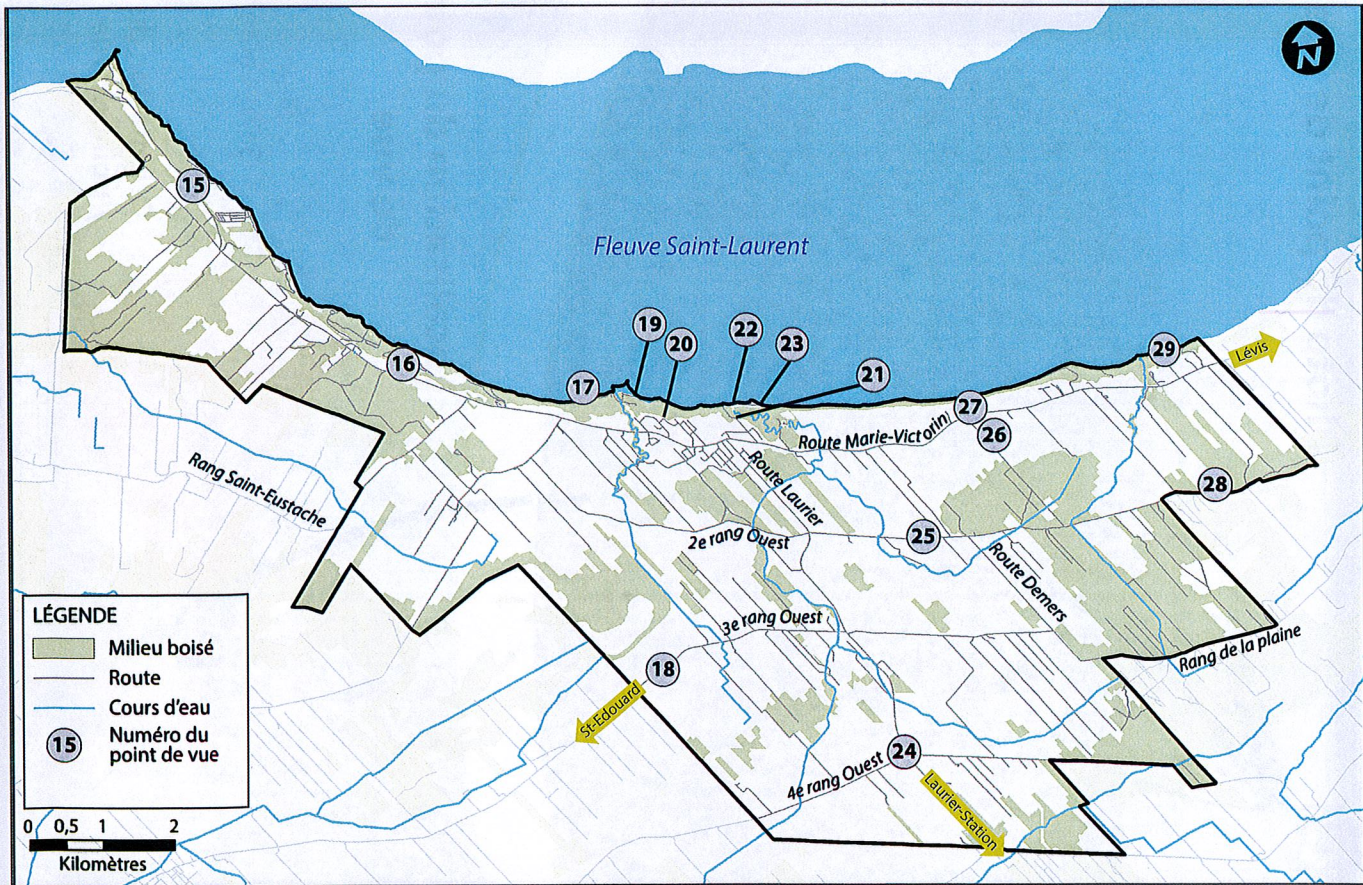 N
15
Fleuve Saint-Laurent
19
22
20
23
16
29
Lévis
17
21
27
Route Marie-Victorin
26
Rang Saint-Eustache
Route Laurier
28
2e rang Ouest
25
Route Demers
3e rang Ouest
Rang de la plaine
18
St-Edouard
24
4e rang Ouest
Laurier-Station
LÉGENDE
Milieu boisé
Route
Cours d'eau
15
Numéro du
point de vue
0 0,5 1 2
Kilomètres